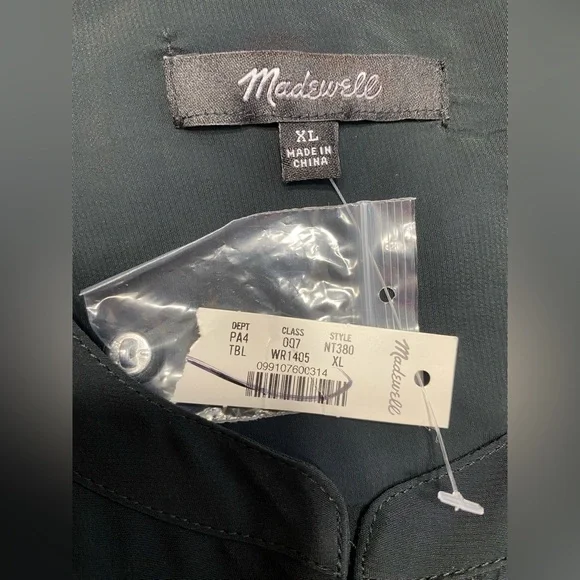 Madewell
XL
MADE IN
CHINA
DEPT CLASS STYLE
PA4 007 NT380
TBL WR1405 XL
099107600314
Madewell